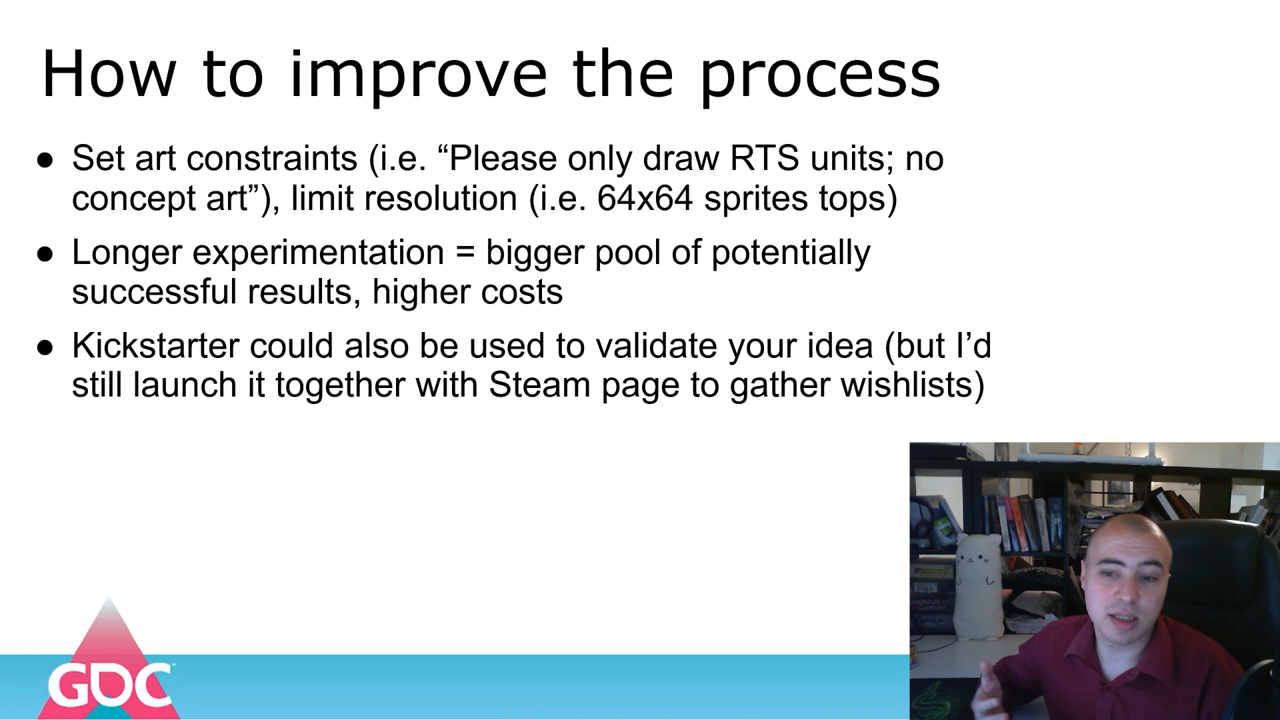 How to improve the process
● Set art constraints (i.e. “Please only draw RTS units; no
concept art”), limit resolution (i.e. 64x64 sprites tops)
● Longer experimentation = bigger pool of potentially
successful results, higher costs
● Kickstarter could also be used to validate your idea (but I’d
still launch it together with Steam page to gather wishlists)
GDC